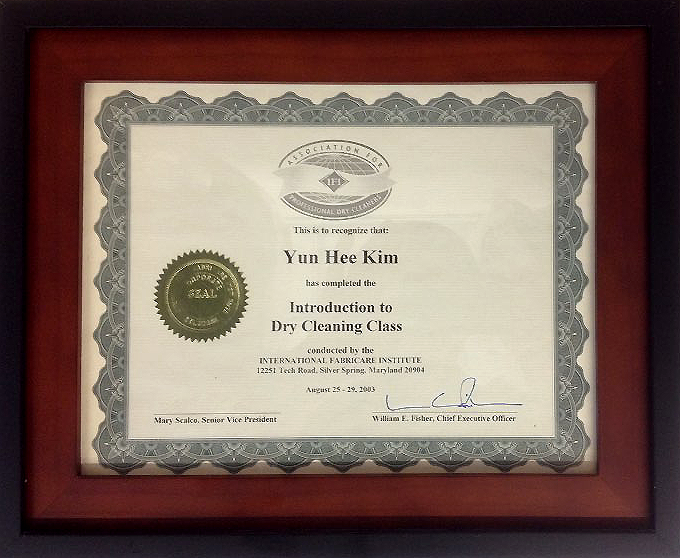 ASSOCIATION FOR
IFI
PROFESSIONAL DRY CLEANERS
This is to recognize that:
Yun Hee Kim
has completed the
CORPORATE
SEAL
Introduction to
Dry Cleaning Class
conducted by the
INTERNATIONAL FABRICARE INSTITUTE
12251 Tech Road, Silver Spring, Maryland 20904
August 25 - 29, 2003
Mary Scalco, Senior Vice President
William E. Fisher, Chief Executive Officer